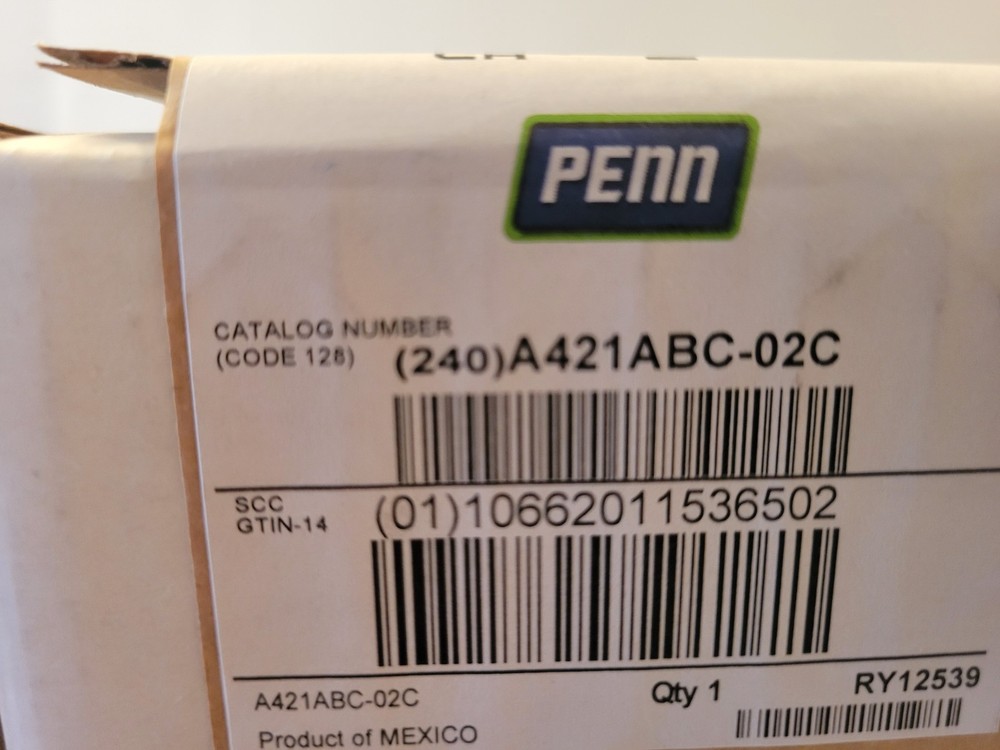 PENN
CATALOG NUMBER
(CODE 128) (240)A421ABC-02C
SCC
GTIN-14 (01)10662011536502
A421ABC-02C Qty 1 RY12539
Product of MEXICO